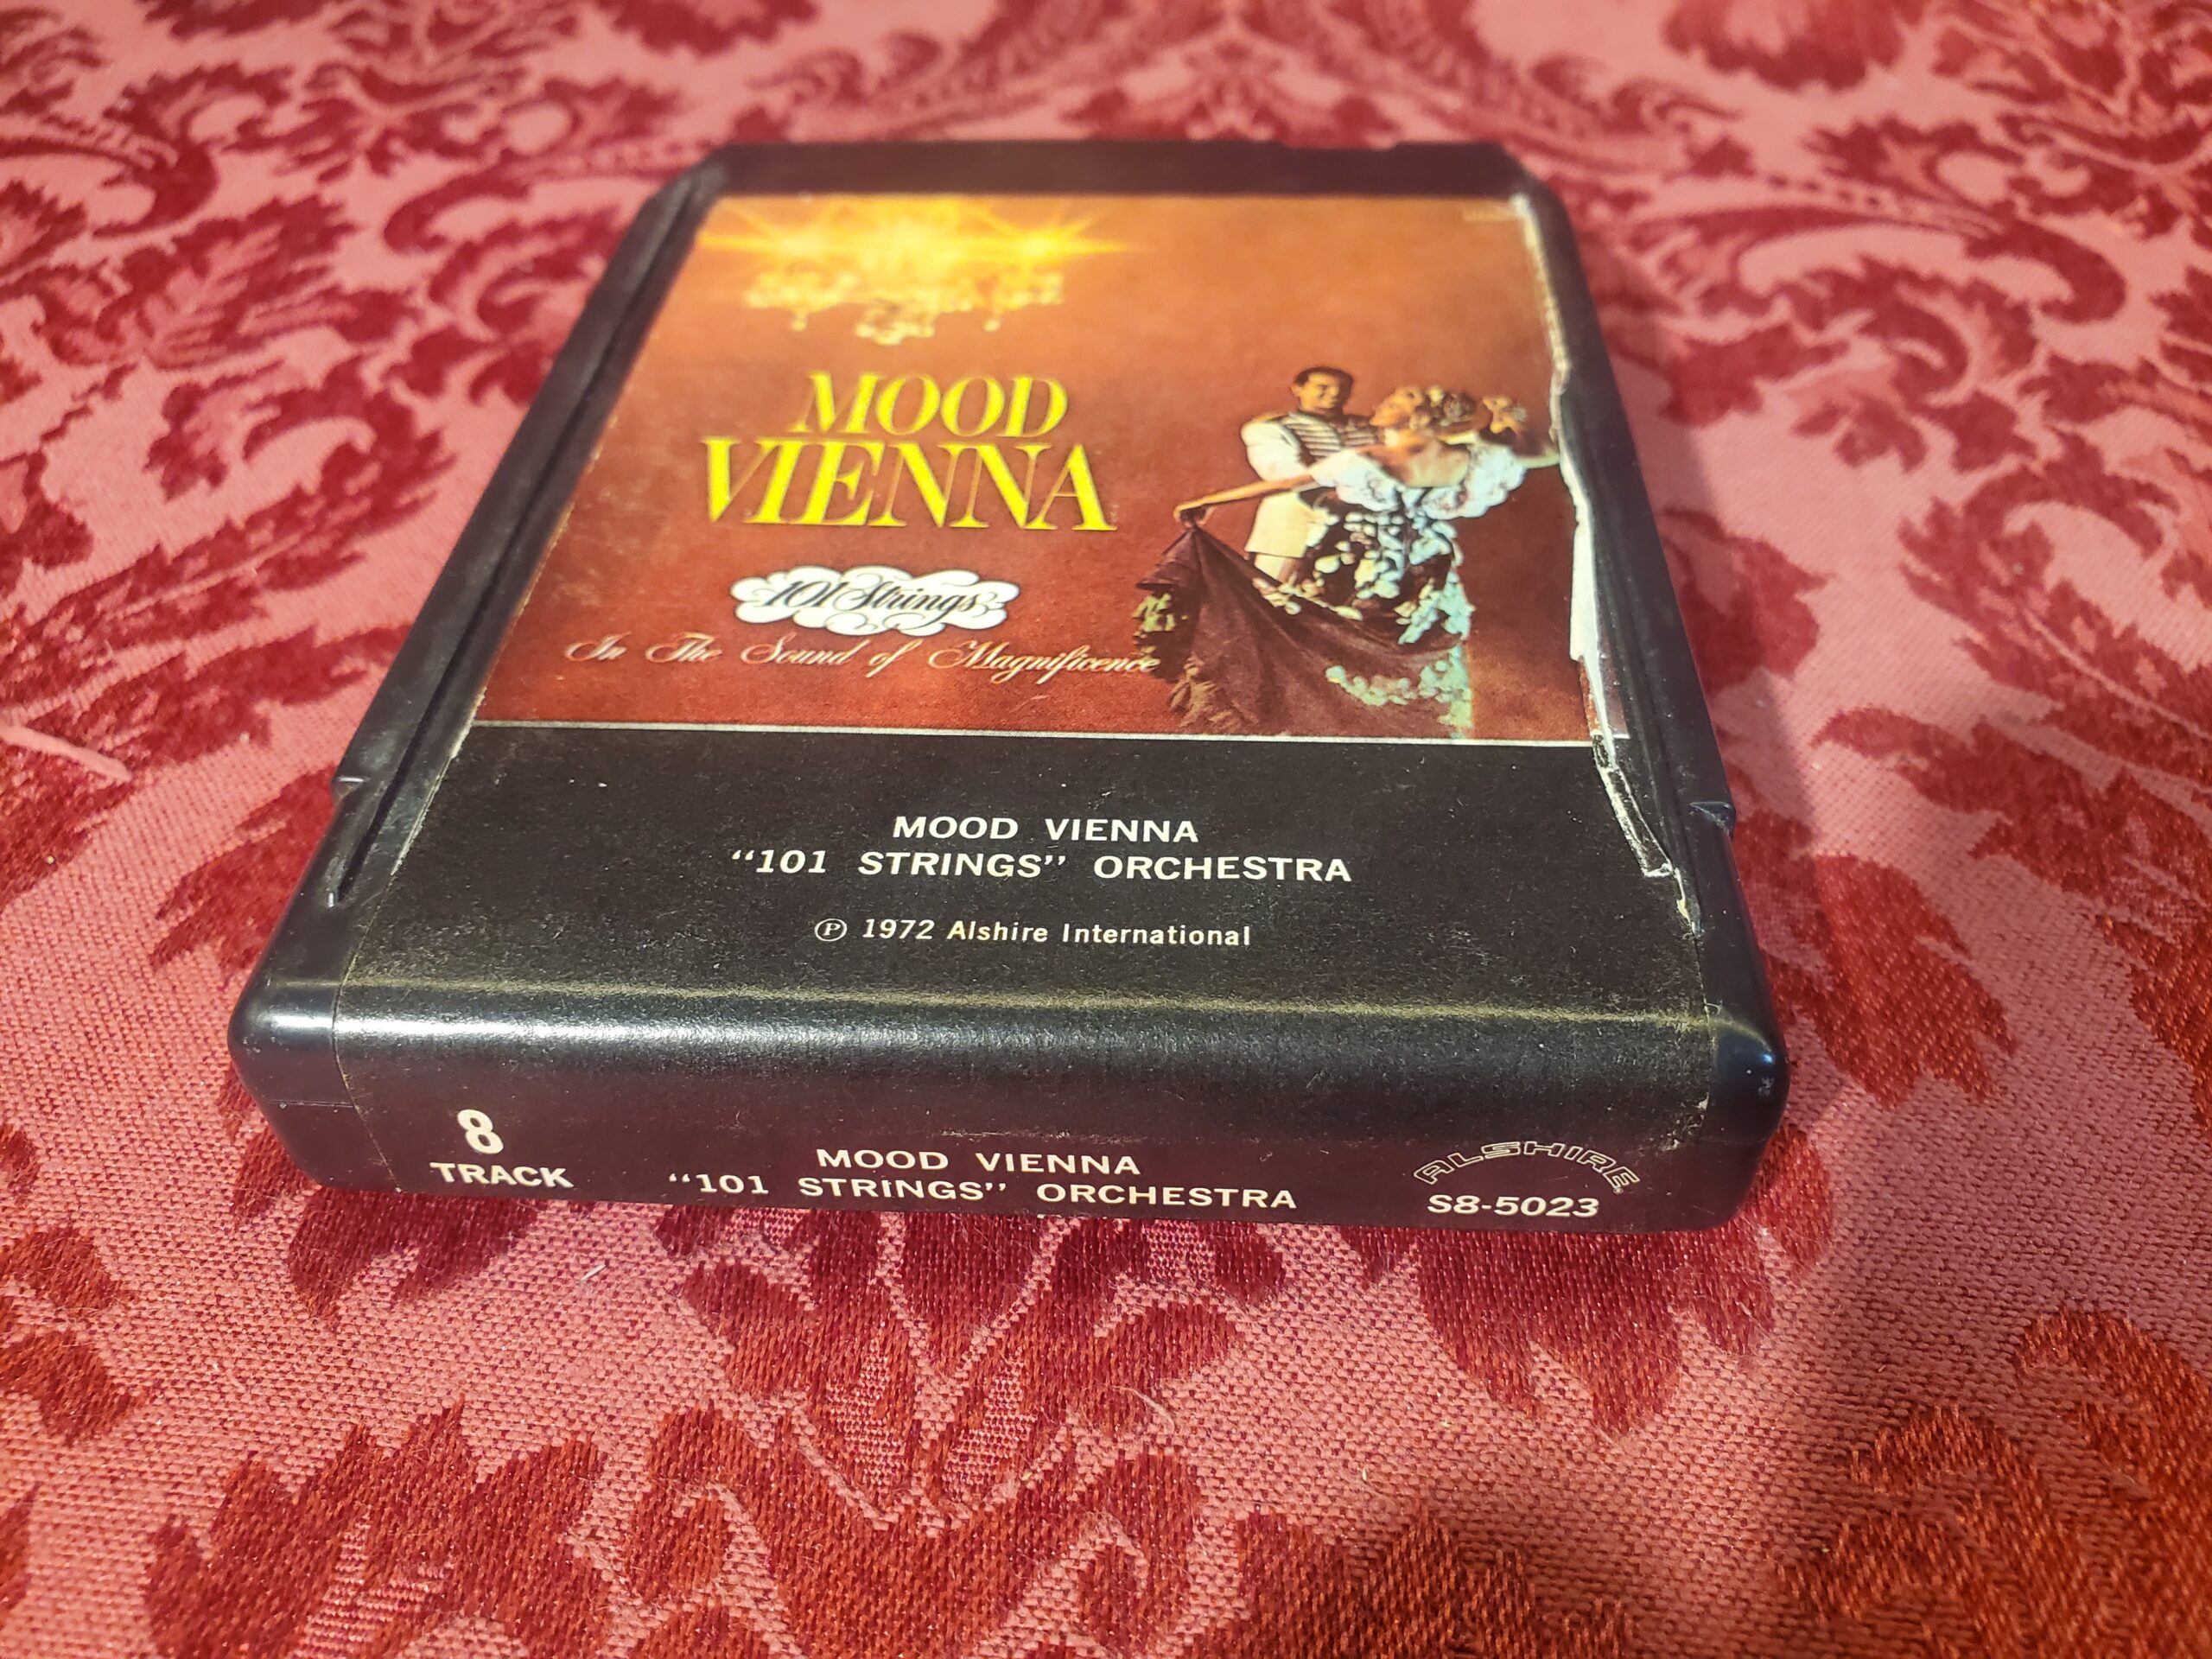 MOOD
VIENNA
101 Strings
In The Sound of Magnificence
MOOD VIENNA
"101 STRINGS" ORCHESTRA
℗ 1972 Alshire International
8
TRACK
MOOD VIENNA
"101 STRINGS" ORCHESTRA
ALSHIRE
S8-5023